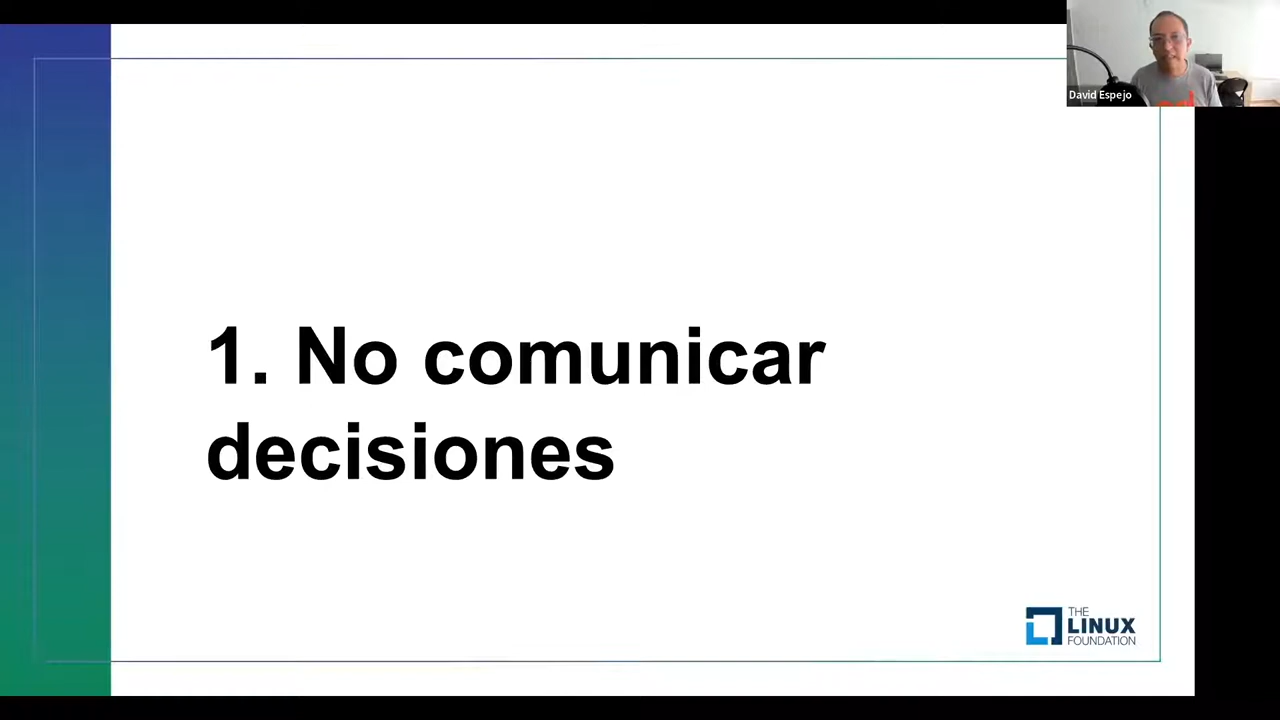 David Espejo
1. No comunicar
decisiones
THE
LINUX
FOUNDATION